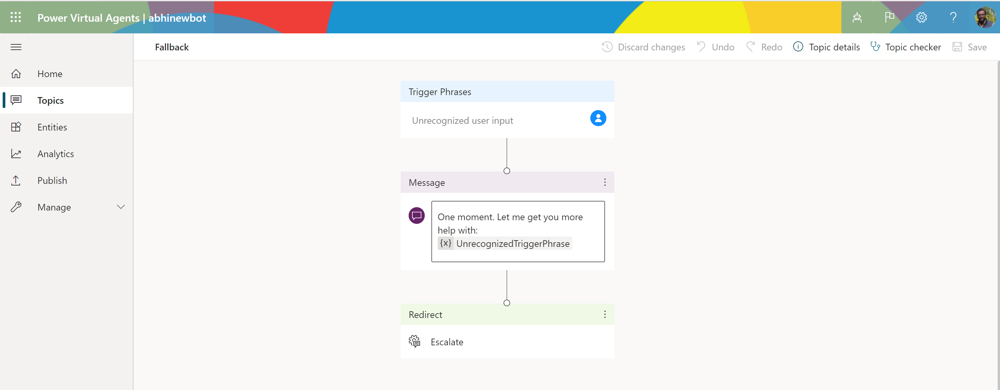 Power Virtual Agents | abhinewbot
Fallback
Discard changes
Undo
Redo
Topic details
Topic checker
Save
Home
Topics
Entities
Analytics
Publish
Manage
Trigger Phrases
Unrecognized user input
Message
One moment. Let me get you more
help with:
{x} UnrecognizedTriggerPhrase
Redirect
Escalate